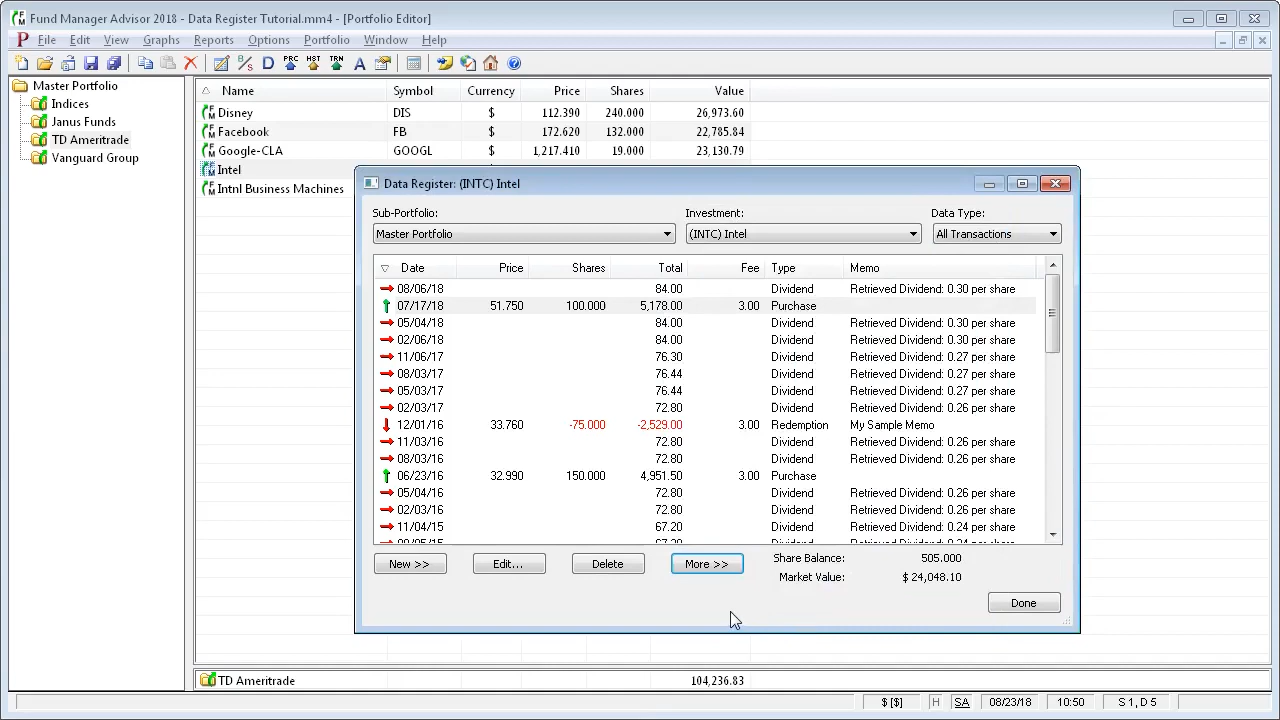 Fund Manager Advisor 2018 - Data Register Tutorial.mm4 - [Portfolio Editor]
File Edit View Graphs Reports Options Portfolio Window Help
Master Portfolio
Indices
Janus Funds
TD Ameritrade
Vanguard Group
Name Symbol Currency Price Shares Value
Disney DIS $ 112.390 240.000 26,973.60
Facebook FB $ 172.620 132.000 22,785.84
Google-CLA GOOGL $ 1,217.410 19.000 23,130.79
Intel
Intnl Business Machines
Data Register: (INTC) Intel
Sub-Portfolio: Investment: Data Type:
Master Portfolio (INTC) Intel All Transactions
Date Price Shares Total Fee Type Memo
08/06/18 84.00 Dividend Retrieved Dividend: 0.30 per share
07/17/18 51.750 100.000 5,178.00 3.00 Purchase
05/04/18 84.00 Dividend Retrieved Dividend: 0.30 per share
02/06/18 84.00 Dividend Retrieved Dividend: 0.30 per share
11/06/17 76.30 Dividend Retrieved Dividend: 0.27 per share
08/03/17 76.44 Dividend Retrieved Dividend: 0.27 per share
05/03/17 76.44 Dividend Retrieved Dividend: 0.27 per share
02/03/17 72.80 Dividend Retrieved Dividend: 0.26 per share
12/01/16 33.760 -75.000 -2,529.00 3.00 Redemption My Sample Memo
11/03/16 72.80 Dividend Retrieved Dividend: 0.26 per share
08/03/16 72.80 Dividend Retrieved Dividend: 0.26 per share
06/23/16 32.990 150.000 4,951.50 3.00 Purchase
05/04/16 72.80 Dividend Retrieved Dividend: 0.26 per share
02/03/16 72.80 Dividend Retrieved Dividend: 0.26 per share
11/04/15 67.20 Dividend Retrieved Dividend: 0.24 per share
New >> Edit... Delete More >>
Share Balance: 505.000
Market Value: $ 24,048.10
Done
TD Ameritrade 104,236.83
$ [$] H SA 08/23/18 10:50 S 1, D 5